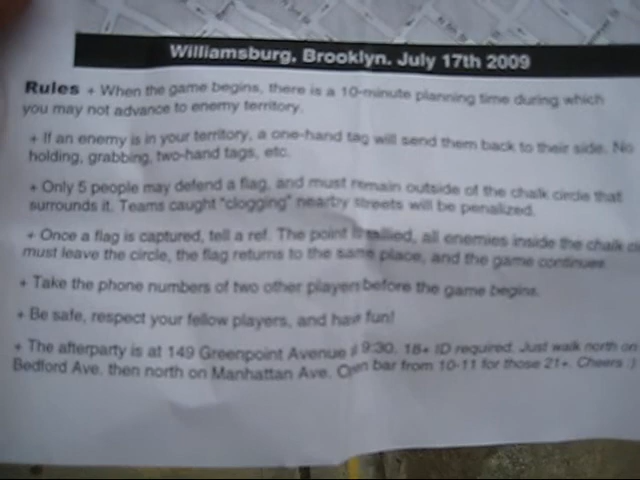 Williamsburg, Brooklyn. July 17th 2009
Rules + When the game begins, there is a 10-minute planning time during which
you may not advance to enemy territory.
+ If an enemy is in your territory, a one-hand tag will send them back to their side. No
holding, grabbing, two-hand tags, etc.
+ Only 5 people may defend a flag, and must remain outside of the chalk circle that
surrounds it. Teams caught "clogging" nearby streets will be penalized.
+ Once a flag is captured, tell a ref. The point is tallied, all enemies inside the chalk
must leave the circle, the flag returns to the same place, and the game continues
+ Take the phone numbers of two other players before the game begins.
+ Be safe, respect your fellow players, and have fun!
+ The afterparty is at 149 Greenpoint Avenue 9:30. 18+ ID required. Just walk north on
Bedford Ave. then north on Manhattan Ave. Open bar from 10-11 for those 21+. Cheers :)